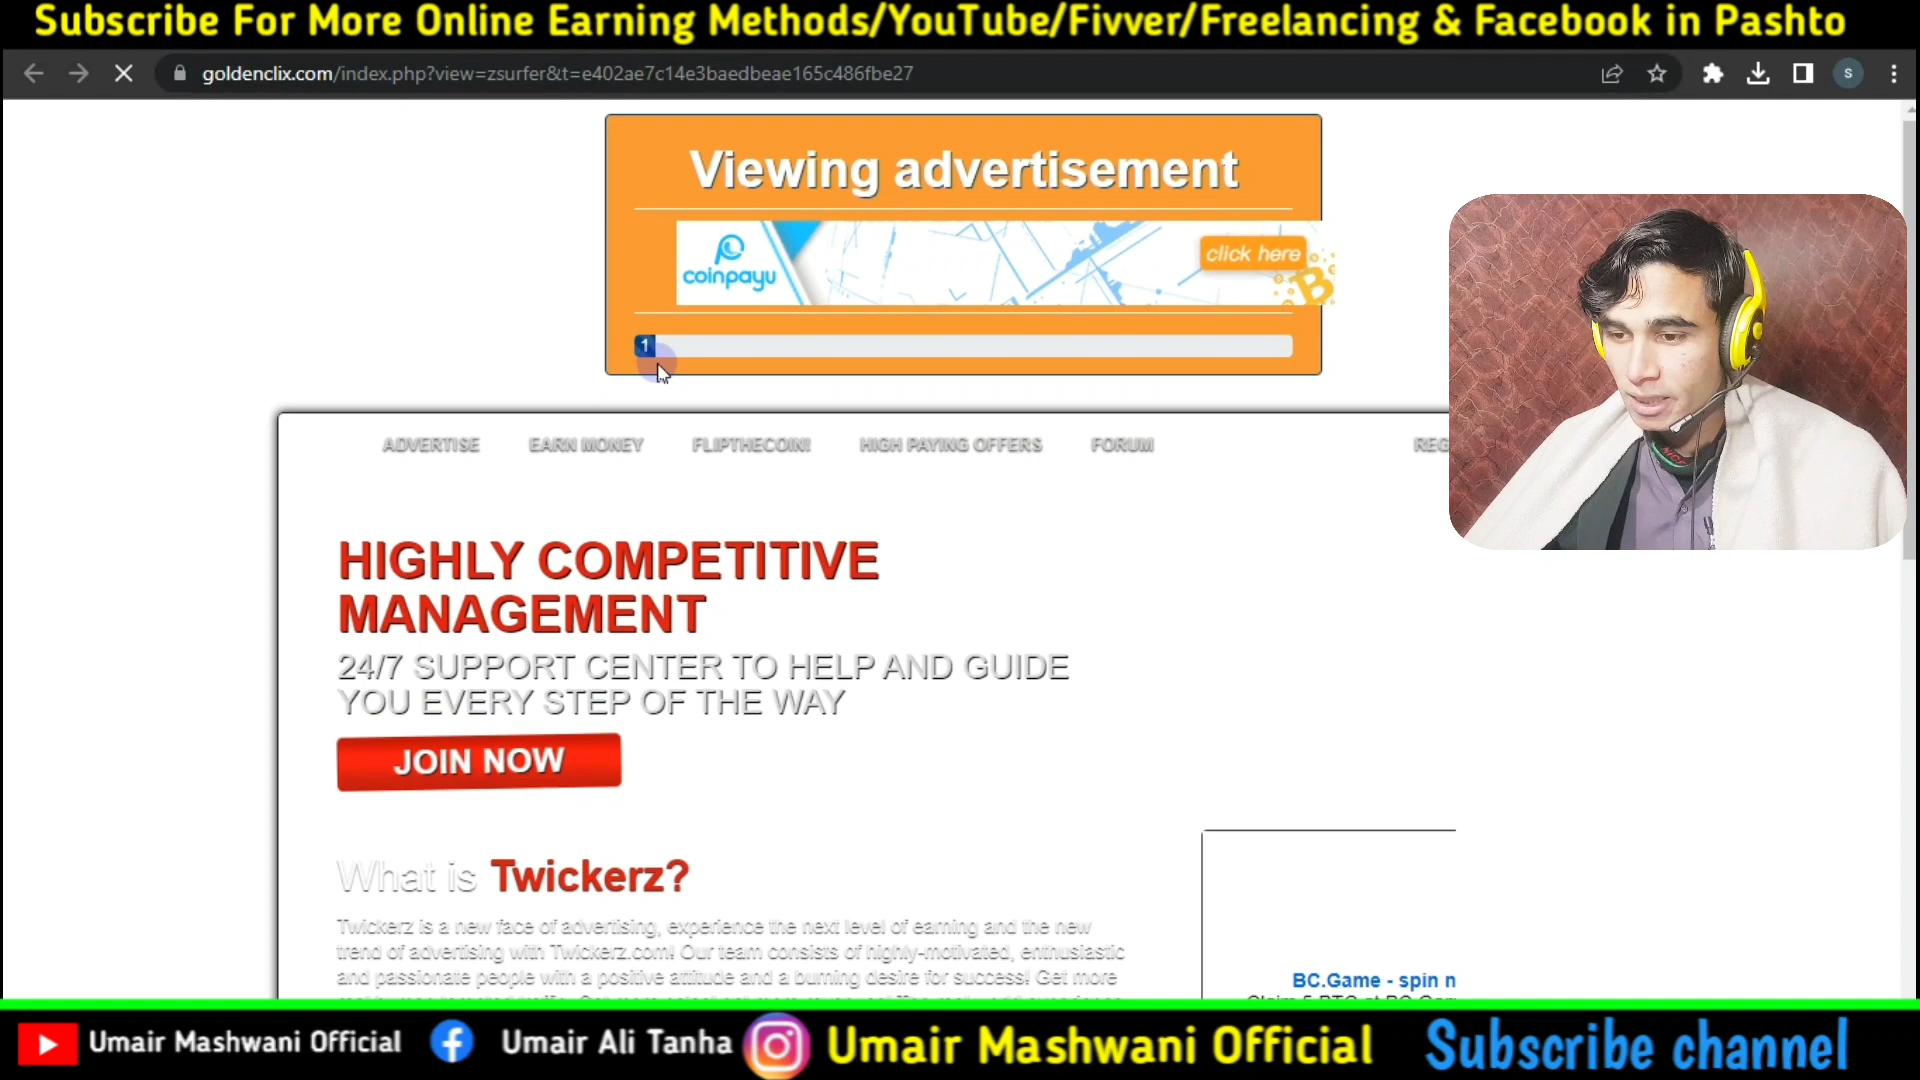 Subscribe For More Online Earning Methods/YouTube/Fivver/Freelancing & Facebook in Pashto
goldenclix.com/index.php?view=zsurfer&t=e402ae7c14e3baedbeae165c486fbe27
S
Viewing advertisement
coinpayu
click here
1
ADVERTISE EARN MONEY FLIPTHECOIN! HIGH PAYING OFFERS FORUM REG
HIGHLY COMPETITIVE
MANAGEMENT
24/7 SUPPORT CENTER TO HELP AND GUIDE
YOU EVERY STEP OF THE WAY
JOIN NOW
What is Twickerz?
Twickerz is a new face of advertising, experience the next level of earning and the new
trend of advertising with Twickerz.com! Our team consists of highly-motivated, enthusiastic
and passionate people with a positive attitude and a burning desire for success! Get more
BC.Game - spin n
Umair Mashwani Official Umair Ali Tanha Umair Mashwani Official Subscribe channel